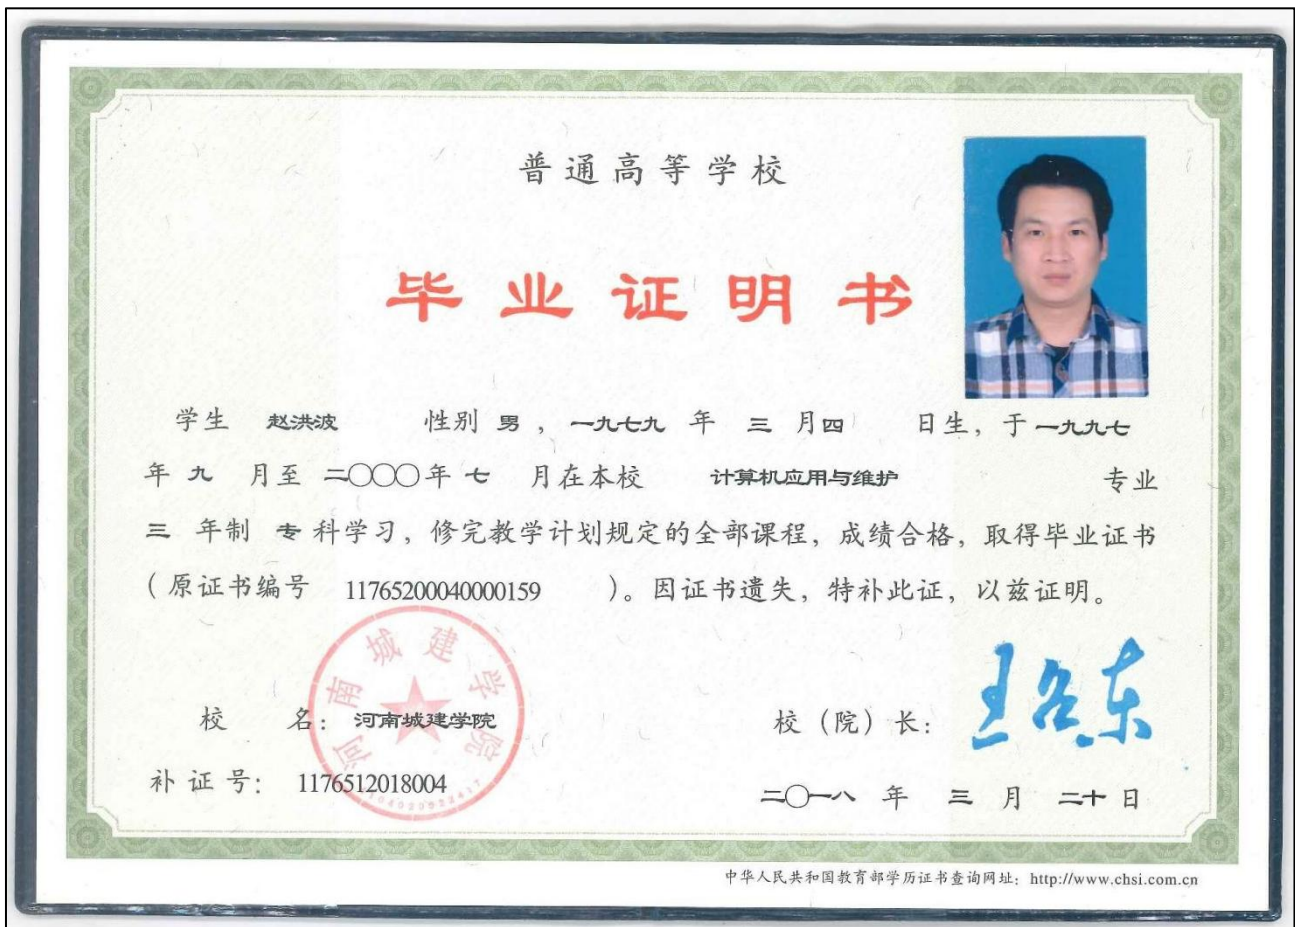 普通高等学校
毕业证明书
学生 赵洪波 性别 男，一九七九 年 三 月四 日生，于一九九七
年 九 月至 二〇〇〇年 七 月在本校 计算机应用与维护 专业
三 年制 专科学习，修完教学计划规定的全部课程，成绩合格，取得毕业证书
（原证书编号 11765200040000159 ）。因证书遗失，特补此证，以兹证明。
河南城建学院
校 名：河南城建学院
校（院）长：
补证号：1176512018004
二〇一八 年 三 月 二十 日
中华人民共和国教育部学历证书查询网址：http://www.chsi.com.cn